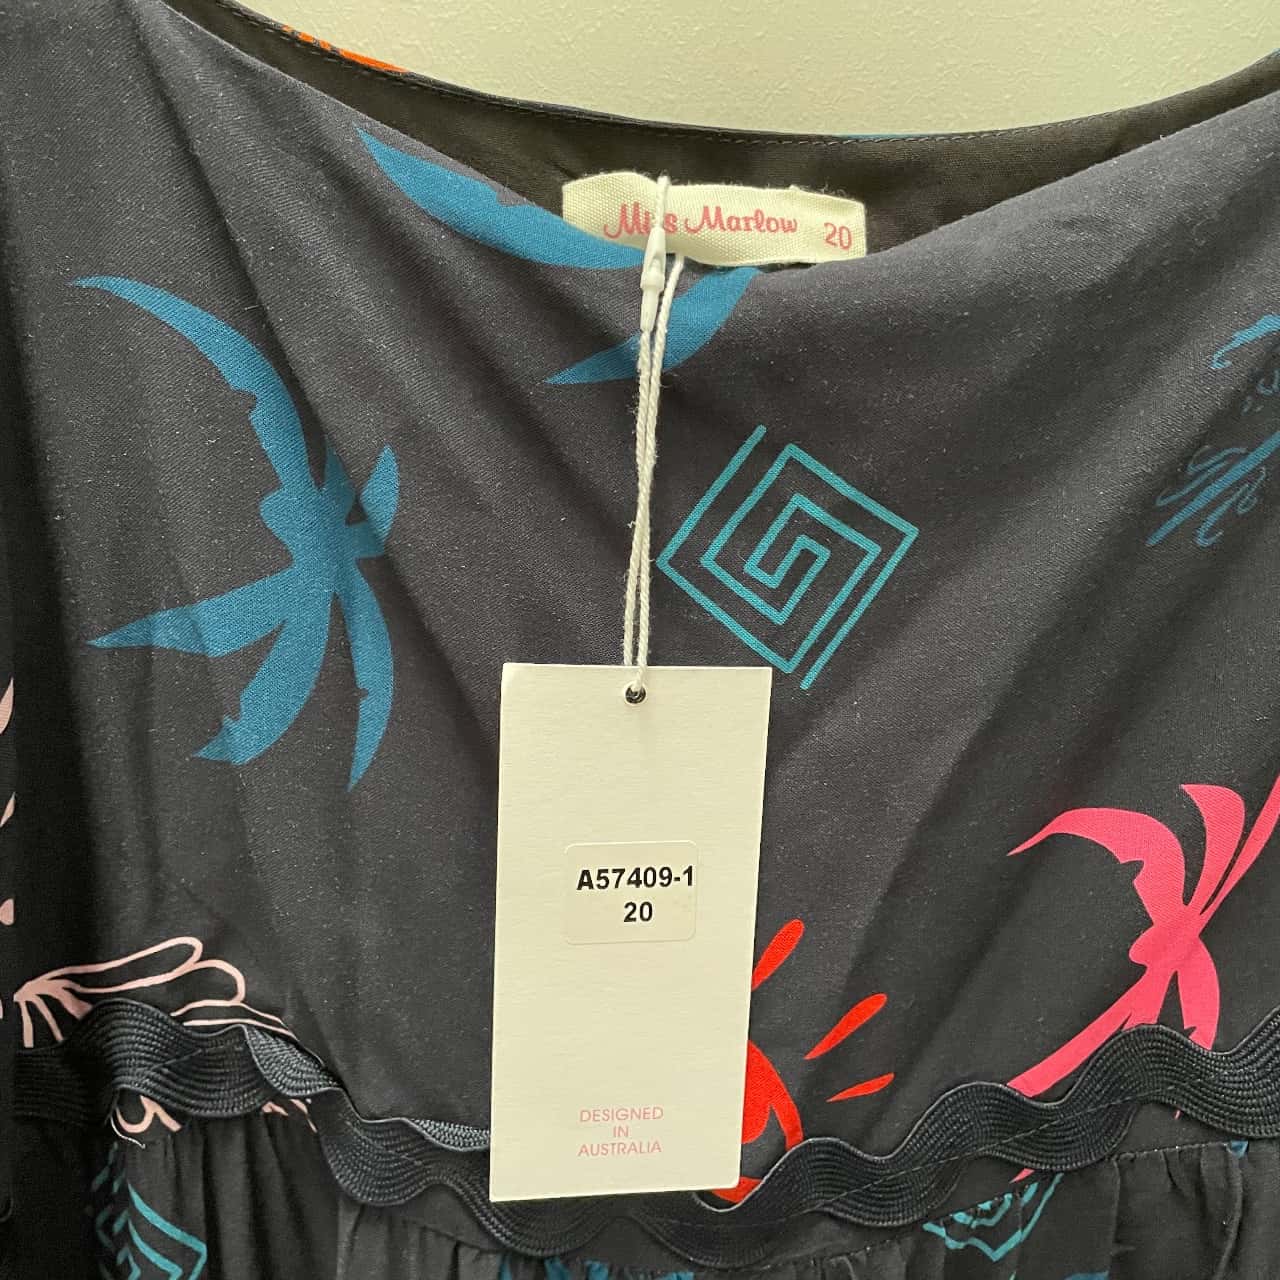 Miss Marlow 20
A57409-1
20
DESIGNED
IN
AUSTRALIA